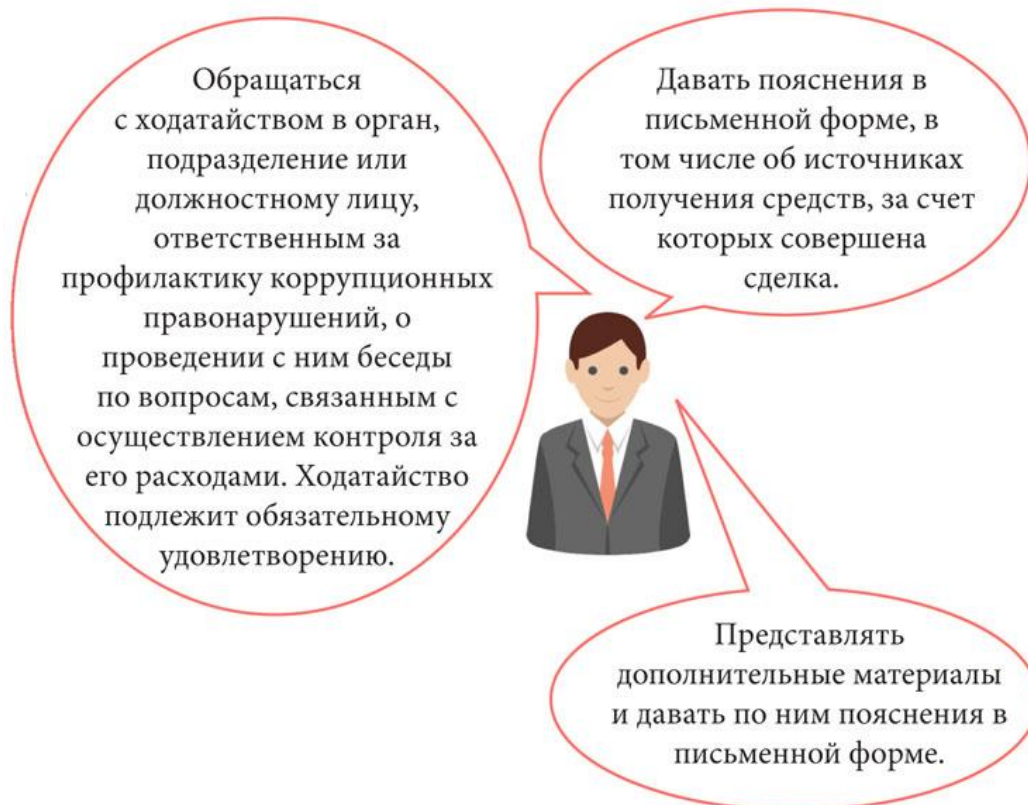 Обращаться
с ходатайством в орган,
подразделение или
должностному лицу,
ответственным за
профилактику коррупционных
правонарушений, о
проведении с ним беседы
по вопросам, связанным с
осуществлением контроля за
его расходами. Ходатайство
подлежит обязательному
удовлетворению.
Давать пояснения в
письменной форме, в
том числе об источниках
получения средств, за счет
которых совершена
сделка.
Представлять
дополнительные материалы
и давать по ним пояснения в
письменной форме.